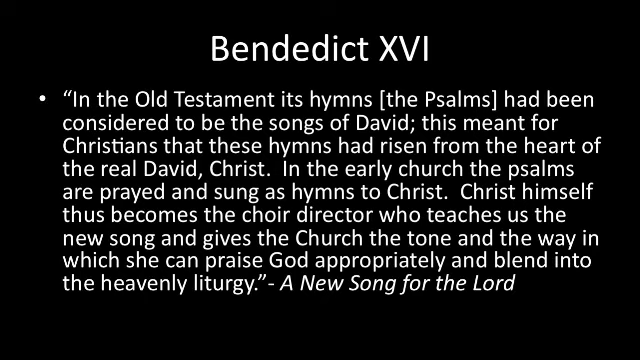 Bendedict XVI
• “In the Old Testament its hymns [the Psalms] had been
considered to be the songs of David; this meant for
Christians that these hymns had risen from the heart of
the real David, Christ.  In the early church the psalms
are prayed and sung as hymns to Christ.  Christ himself
thus becomes the choir director who teaches us the
new song and gives the Church the tone and the way in
which she can praise God appropriately and blend into
the heavenly liturgy.”- A New Song for the Lord